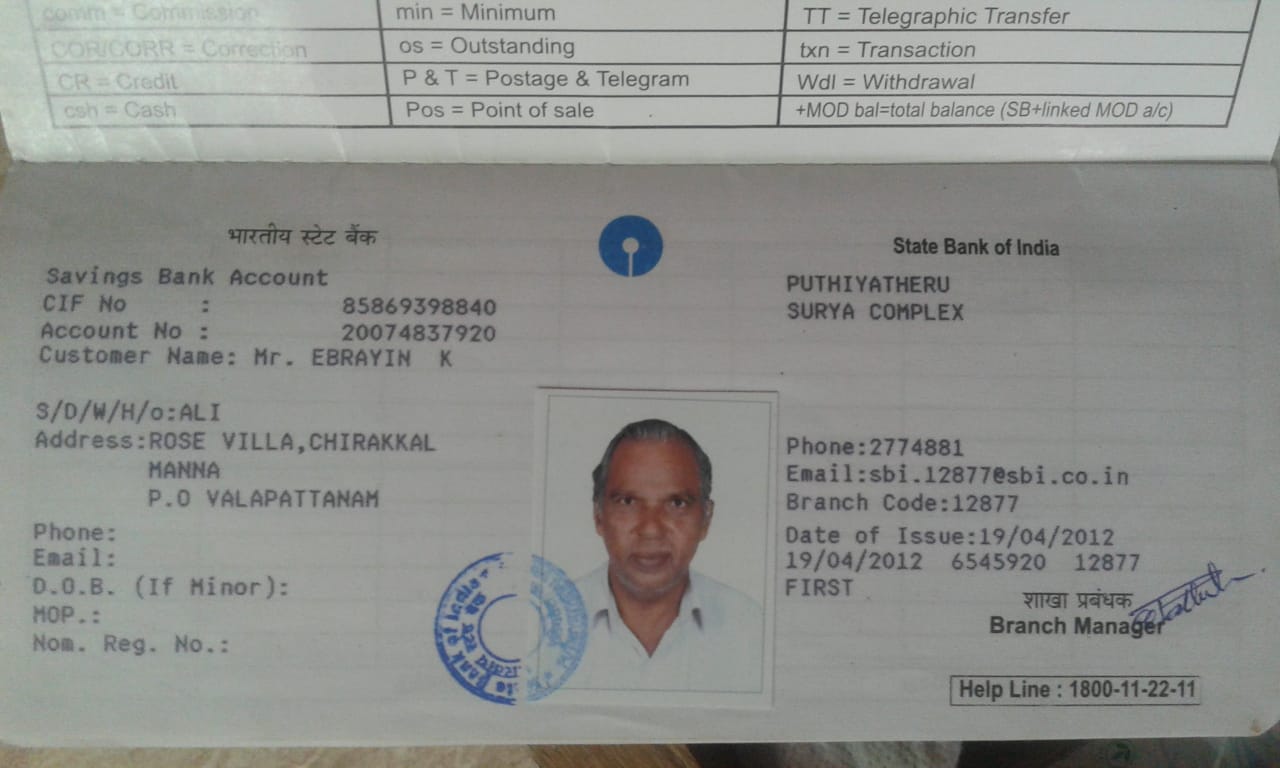 comm = Commission
min = Minimum
TT = Telegraphic Transfer
COR/CORR = Correction
os = Outstanding
txn = Transaction
CR = Credit
P & T = Postage & Telegram
Wdl = Withdrawal
csh = Cash
Pos = Point of sale
+MOD bal=total balance (SB+linked MOD a/c)
भारतीय स्टेट बैंक
State Bank of India
Savings Bank Account
CIF No : 85869398840
Account No : 20074837920
Customer Name: Mr. EBRAYIN K
PUTHIYATHERU
SURYA COMPLEX
S/D/W/H/o:ALI
Address:ROSE VILLA,CHIRAKKAL
MANNA
P.O VALAPATTANAM
Phone:
Email:
D.O.B. (If Minor):
MOP.:
Nom. Reg. No.:
Phone:2774881
Email:sbi.12877@sbi.co.in
Branch Code:12877
Date of Issue:19/04/2012
19/04/2012 6545920 12877
FIRST
शाखा प्रबंधक
Branch Manager
Help Line : 1800-11-22-11